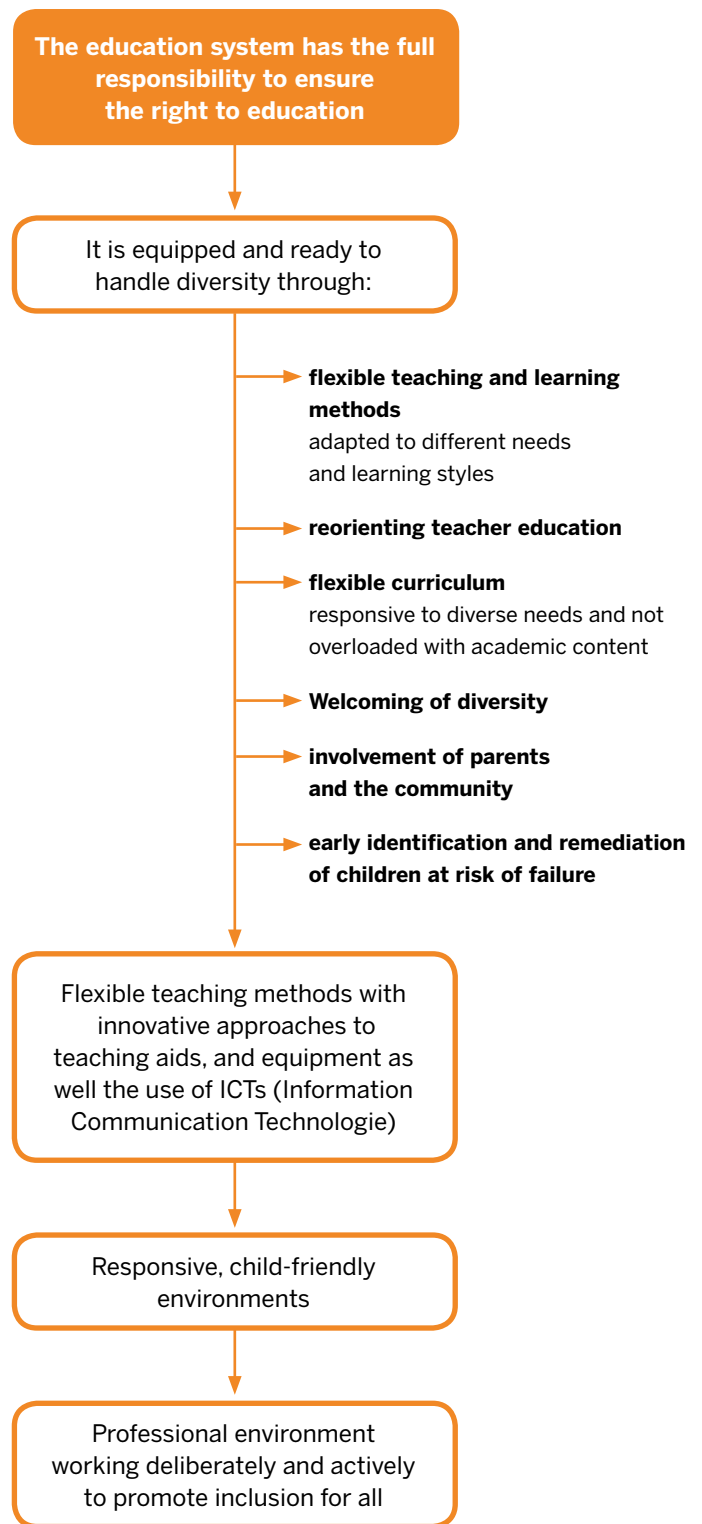 The education system has the full
responsibility to ensure
the right to education
It is equipped and ready to
handle diversity through:
flexible teaching and learning
methods
adapted to different needs
and learning styles
reorienting teacher education
flexible curriculum
responsive to diverse needs and not
overloaded with academic content
Welcoming of diversity
involvement of parents
and the community
early identification and remediation
of children at risk of failure
Flexible teaching methods with
innovative approaches to
teaching aids, and equipment as
well the use of ICTs (Information
Communication Technologie)
Responsive, child-friendly
environments
Professional environment
working deliberately and actively
to promote inclusion for all